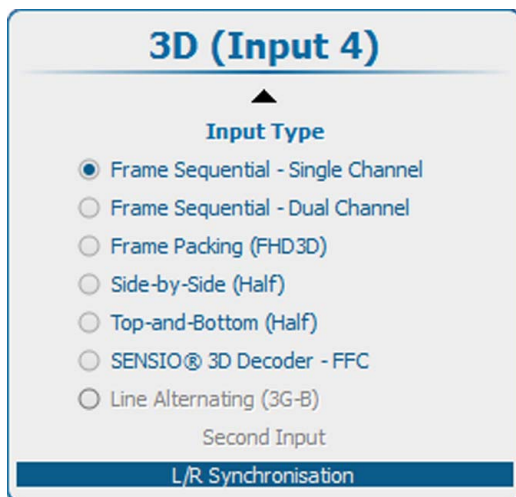 3D (Input 4)
Input Type
Frame Sequential - Single Channel
Frame Sequential - Dual Channel
Frame Packing (FHD3D)
Side-by-Side (Half)
Top-and-Bottom (Half)
SENSIO® 3D Decoder - FFC
Line Alternating (3G-B)
Second Input
L/R Synchronisation